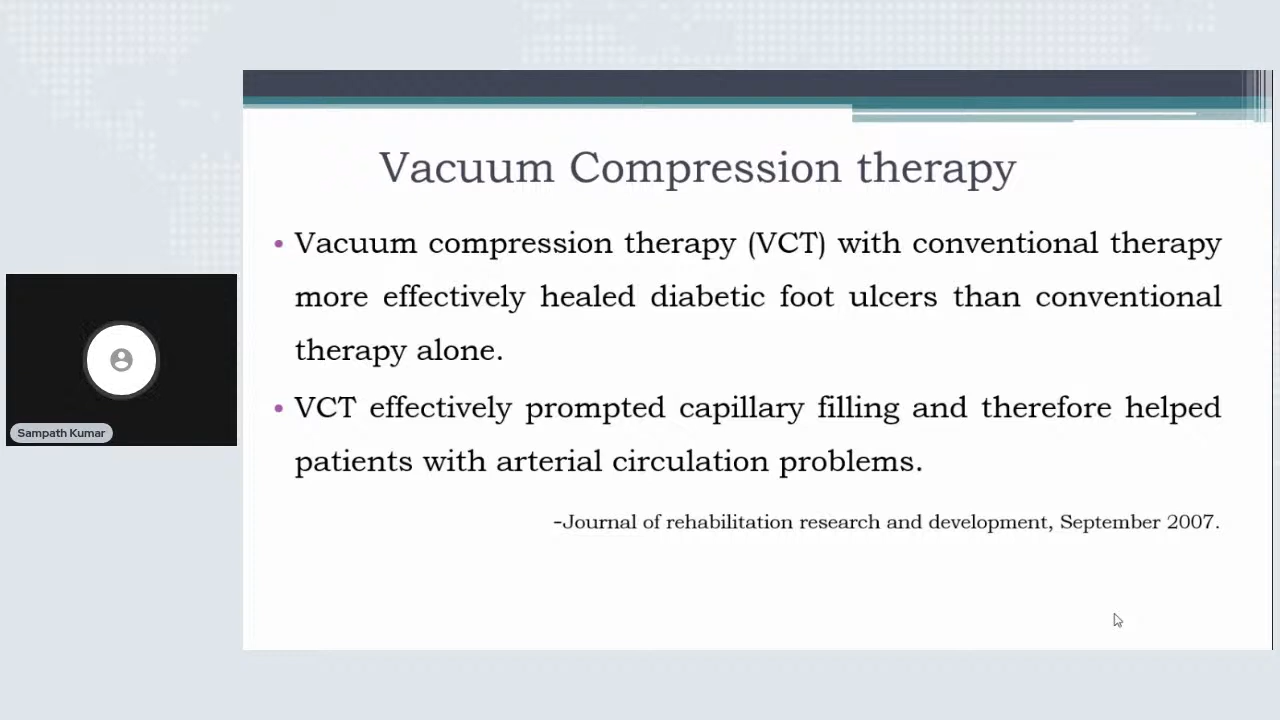 Vacuum Compression therapy
• Vacuum compression therapy (VCT) with conventional therapy
more effectively healed diabetic foot ulcers than conventional
therapy alone.
• VCT effectively prompted capillary filling and therefore helped
patients with arterial circulation problems.
-Journal of rehabilitation research and development, September 2007.
Sampath Kumar